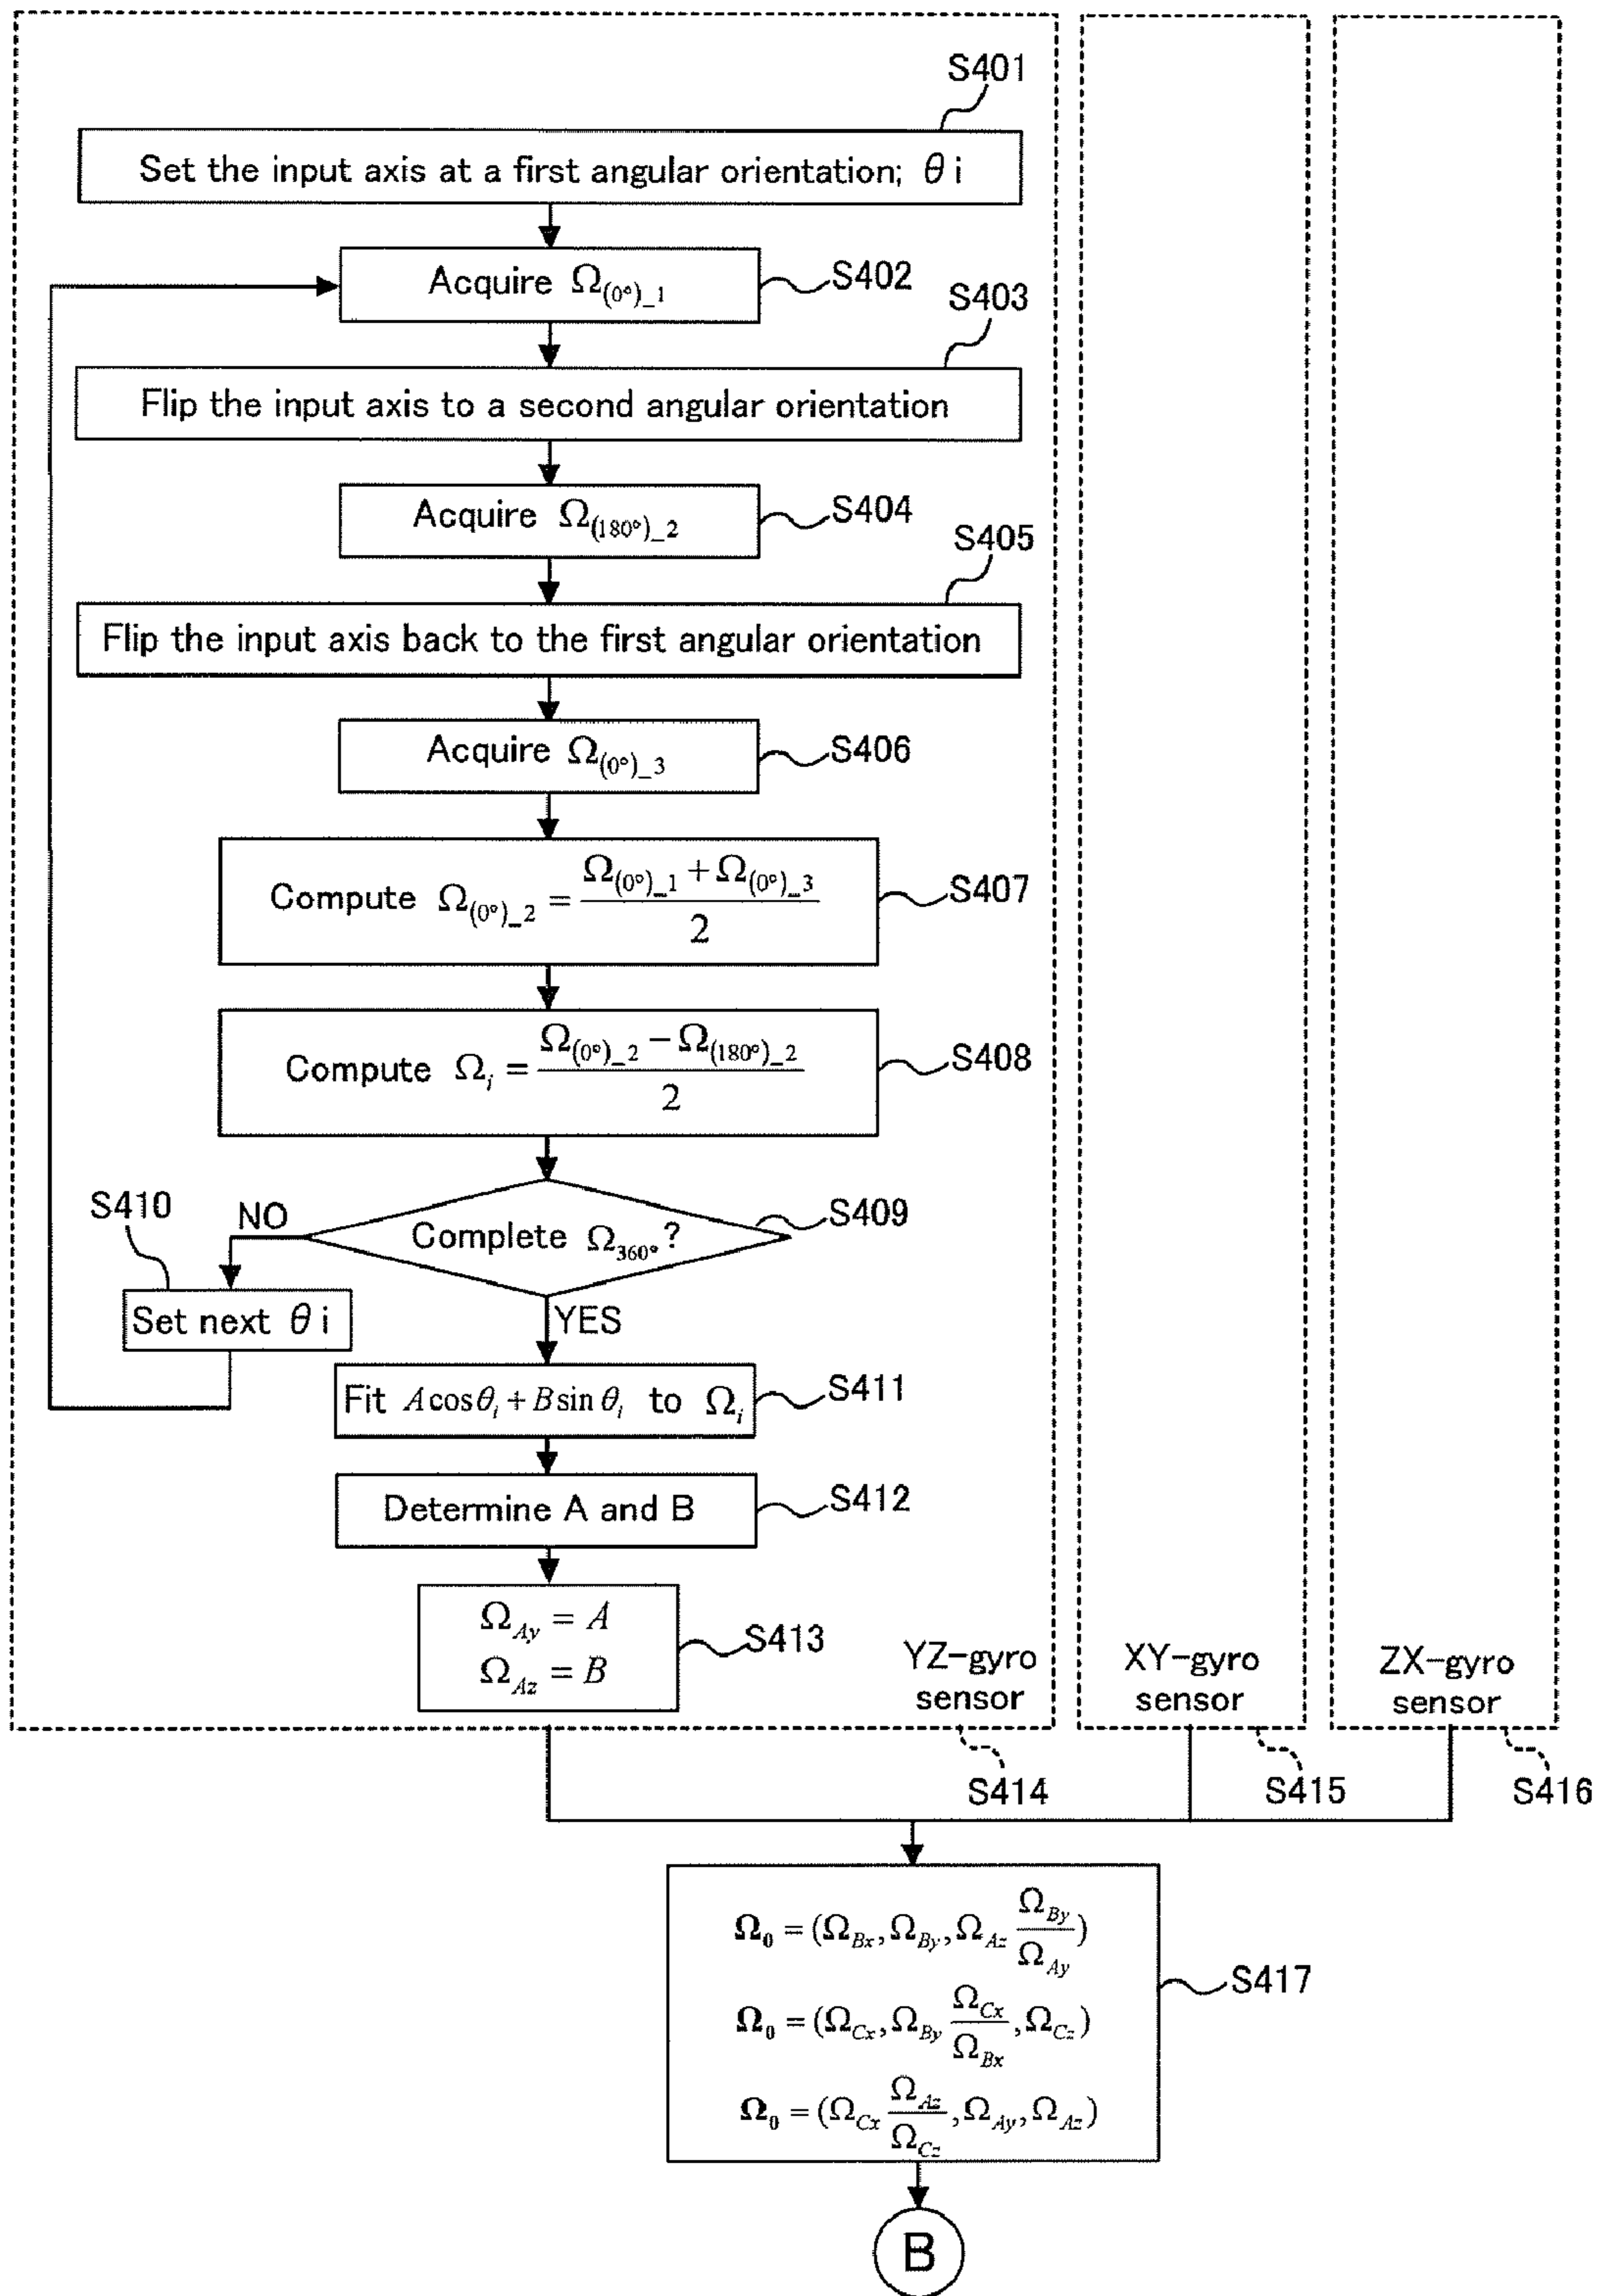 S401
Set the input axis at a first angular orientation; θ i
Acquire Ω(0°)_1
S402
S403
Flip the input axis to a second angular orientation
Acquire Ω(180°)_2
S404
S405
Flip the input axis back to the first angular orientation
Acquire Ω(0°)_3
S406
Compute Ω(0°)_2 = (Ω(0°)_1 + Ω(0°)_3) / 2
S407
Compute Ωi = (Ω(0°)_2 − Ω(180°)_2) / 2
S408
S410
NO
Complete Ω360° ?
S409
Set next θ i
YES
Fit A cos θi + B sin θi to Ωi
S411
Determine A and B
S412
ΩAy = A
ΩAz = B
S413
YZ-gyro
sensor
XY-gyro
sensor
ZX-gyro
sensor
S414
S415
S416
Ω0 = (ΩBx, ΩBy, ΩAz ΩBy/ΩAy)
Ω0 = (ΩCx, ΩBy ΩCx/ΩBx, ΩCz)
Ω0 = (ΩCx ΩAz/ΩCz, ΩAy, ΩAz)
S417
B